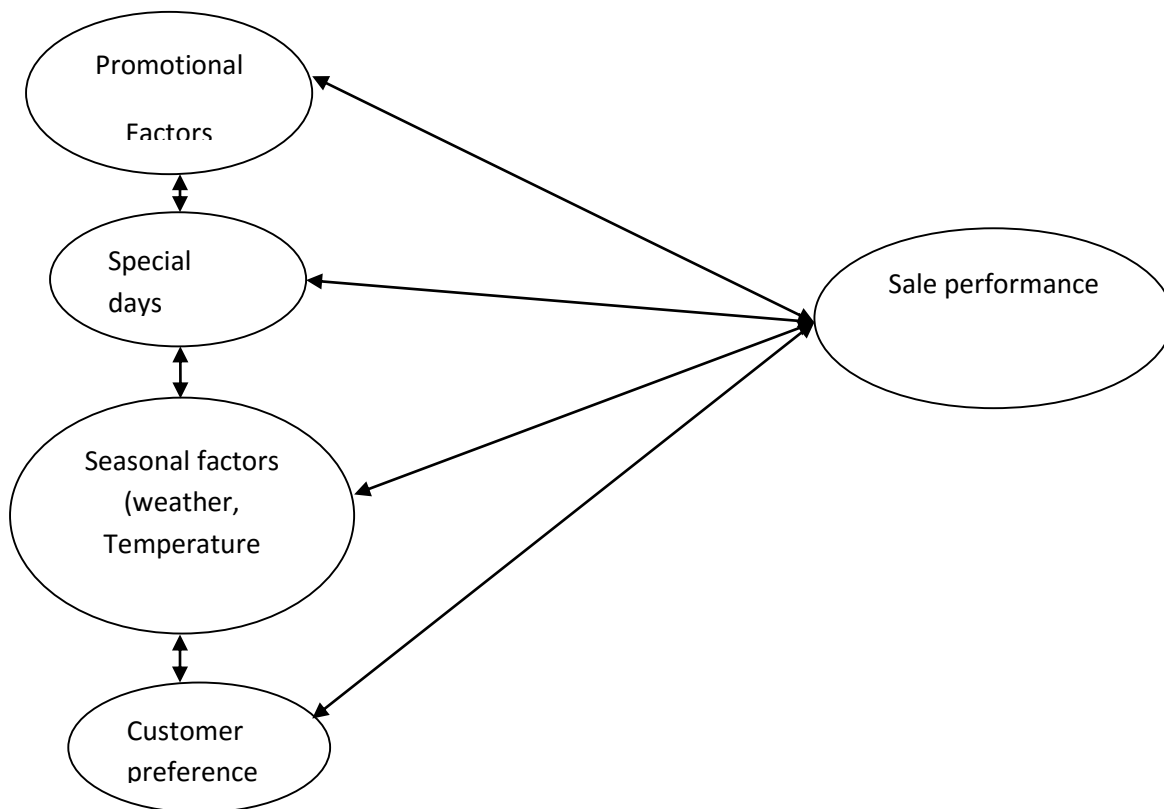 Promotional
Factors
Special
days
Sale performance
Seasonal factors
(weather,
Temperature
Customer
preference